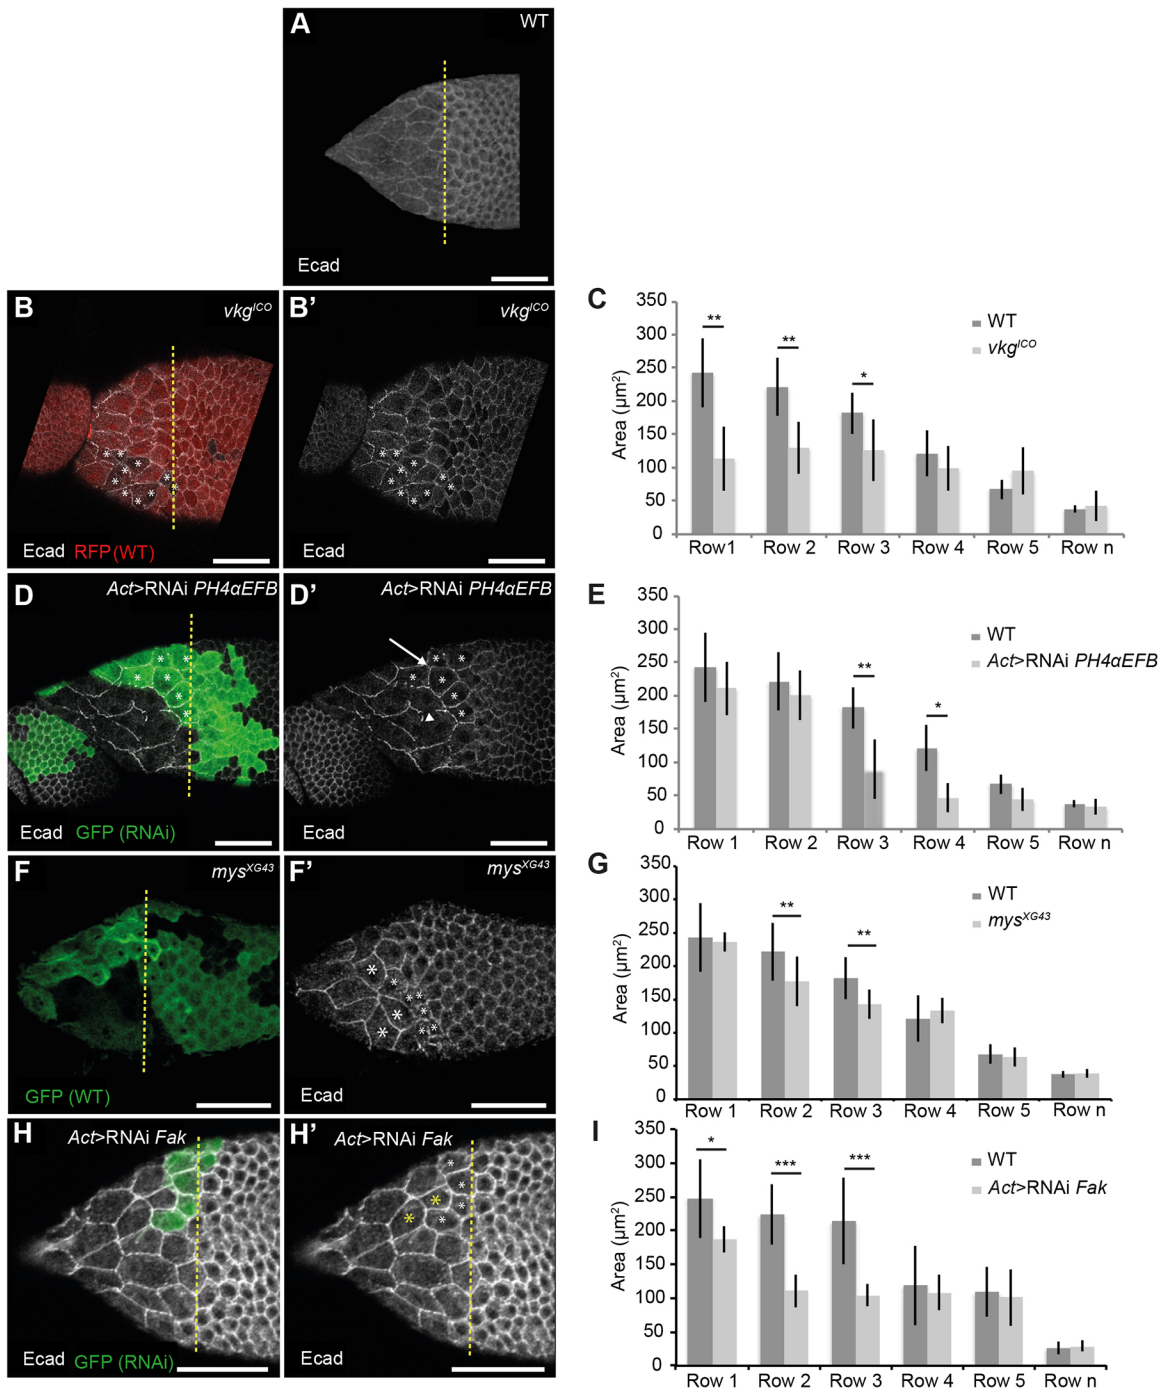 A
WT
Ecad
B
vkg^ICO
Ecad RFP (WT)
B’
vkg^ICO
Ecad
C
350
300
250
200
150
100
50
0
Area (µm²)
**
**
*
WT
vkg^ICO
Row1 Row 2 Row 3 Row 4 Row 5 Row n
D
Act>RNAi PH4αEFB
Ecad GFP (RNAi)
D’
Act>RNAi PH4αEFB
Ecad
E
350
300
250
200
150
100
50
0
Area (µm²)
**
*
WT
Act>RNAi PH4αEFB
Row 1 Row 2 Row 3 Row 4 Row 5 Row n
F
mys^XG43
GFP (WT)
F’
mys^XG43
Ecad
G
350
300
250
200
150
100
50
0
Area (µm²)
**
**
WT
mys^XG43
Row 1 Row 2 Row 3 Row 4 Row 5 Row n
H
Act>RNAi Fak
Ecad GFP (RNAi)
H’
Act>RNAi Fak
Ecad
I
350
300
250
200
150
100
50
0
Area (µm²)
*
***
***
WT
Act>RNAi Fak
Row 1 Row 2 Row 3 Row 4 Row 5 Row n